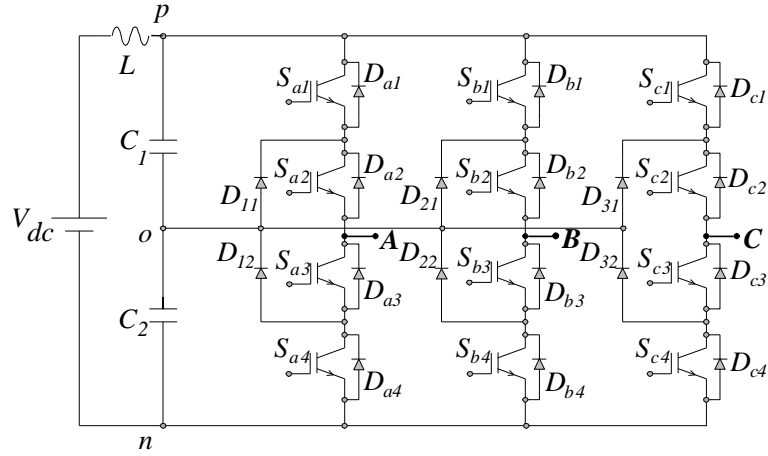 p
L
S_a1 D_a1 S_b1 D_b1 S_c1 D_c1
C_1
S_a2 D_a2 S_b2 D_b2 S_c2 D_c2
D_11 D_21 D_31
V_dc
o A B C
D_12 D_22 D_32
S_a3 D_a3 S_b3 D_b3 S_c3 D_c3
C_2
S_a4 D_a4 S_b4 D_b4 S_c4 D_c4
n